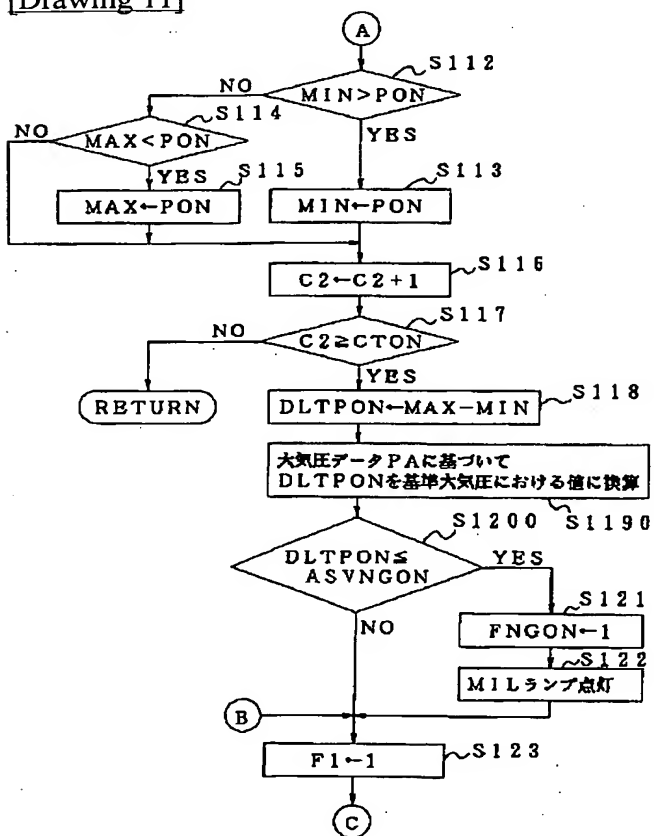 [Drawing 11]
A
S112
NO
MIN>PON
S114
NO
MAX<PON
YES
YES
S115
S113
MAX←PON
MIN←PON
S116
C2←C2+1
S117
NO
C2≧CTON
YES
RETURN
S118
DLTPON←MAX-MIN
大気圧データPAに基づいて
DLTPONを基準大気圧における値に換算
S1190
S1200
DLTPON≦
ASVNGON
YES
NO
S121
FNGON←1
S122
MILランプ点灯
B
S123
F1←1
C